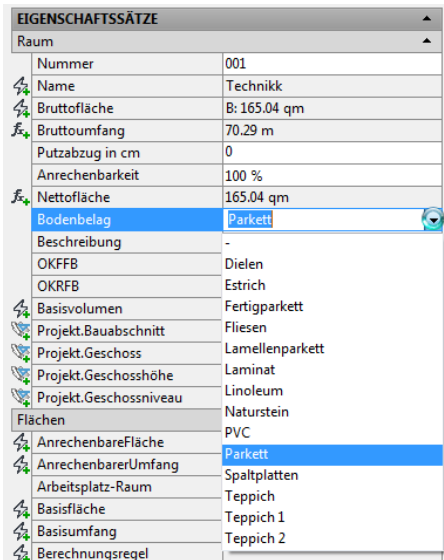 EIGENSCHAFTSSÄTZE
Raum
Nummer 001
Name Technikk
Bruttofläche B: 165.04 qm
Bruttoumfang 70.29 m
Putzabzug in cm 0
Anrechenbarkeit 100 %
Nettofläche 165.04 qm
Bodenbelag Parkett
Beschreibung -
OKFFB Dielen
OKRFB Estrich
Basisvolumen Fertigparkett
Projekt.Bauabschnitt Fliesen
Projekt.Geschoss Lamellenparkett
Projekt.Geschosshöhe Laminat
Projekt.Geschossniveau Linoleum
Flächen Naturstein
AnrechenbareFläche PVC
AnrechenbarerUmfang Parkett
Arbeitsplatz-Raum Spaltplatten
Basisfläche Teppich
Basisumfang Teppich 1
Berechnungsregel Teppich 2